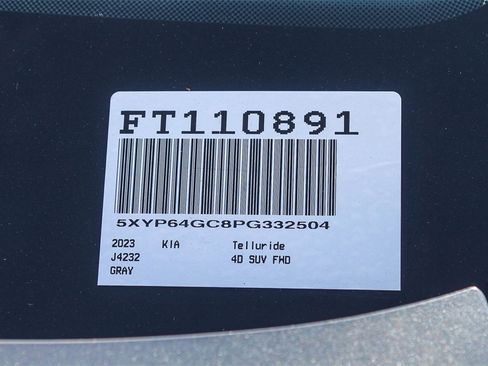 FT110891
5XYP64GC8PG332504
2023 KIA Telluride
J4232 4D SUV FWD
GRAY